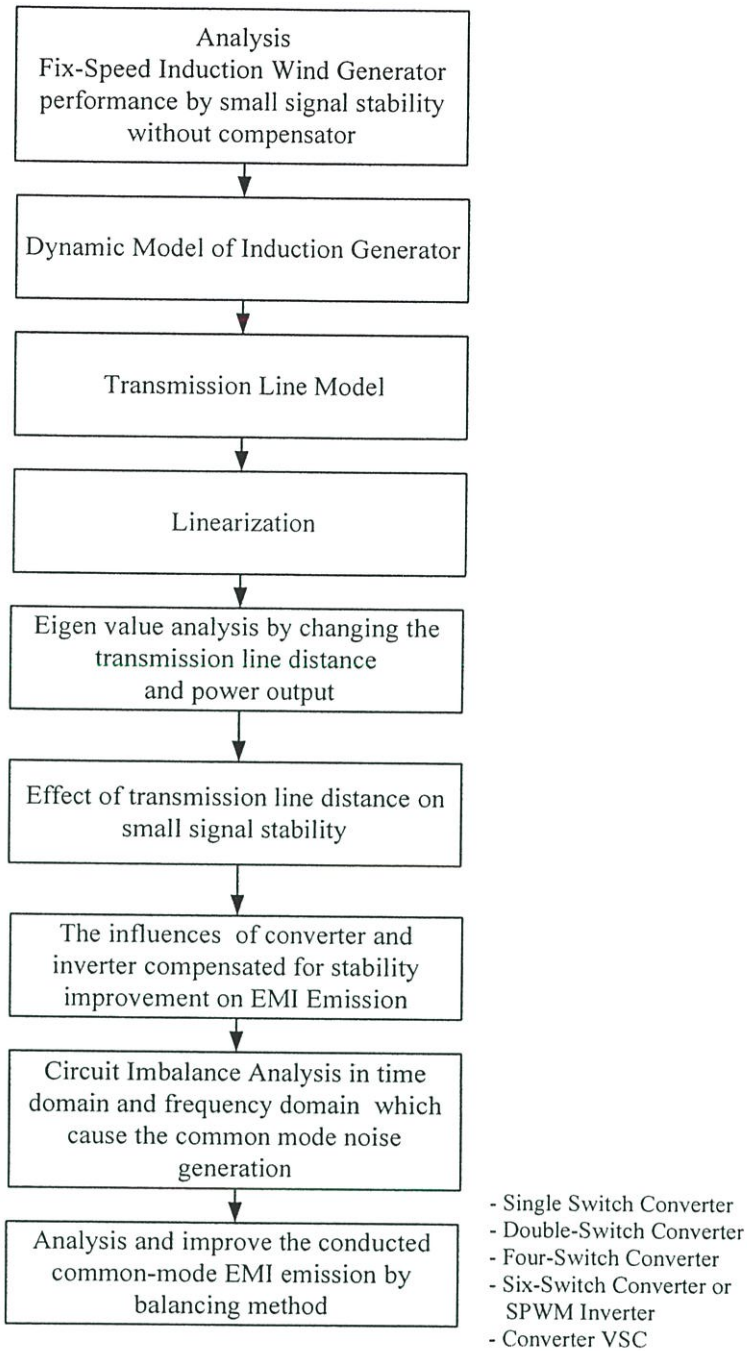 Analysis
Fix-Speed Induction Wind Generator
performance by small signal stability
without compensator
Dynamic Model of Induction Generator
Transmission Line Model
Linearization
Eigen value analysis by changing the
transmission line distance
and power output
Effect of transmission line distance on
small signal stability
The influences of converter and
inverter compensated for stability
improvement on EMI Emission
Circuit Imbalance Analysis in time
domain and frequency domain which
cause the common mode noise
generation
Analysis and improve the conducted
common-mode EMI emission by
balancing method
- Single Switch Converter
- Double-Switch Converter
- Four-Switch Converter
- Six-Switch Converter or
SPWM Inverter
- Converter VSC